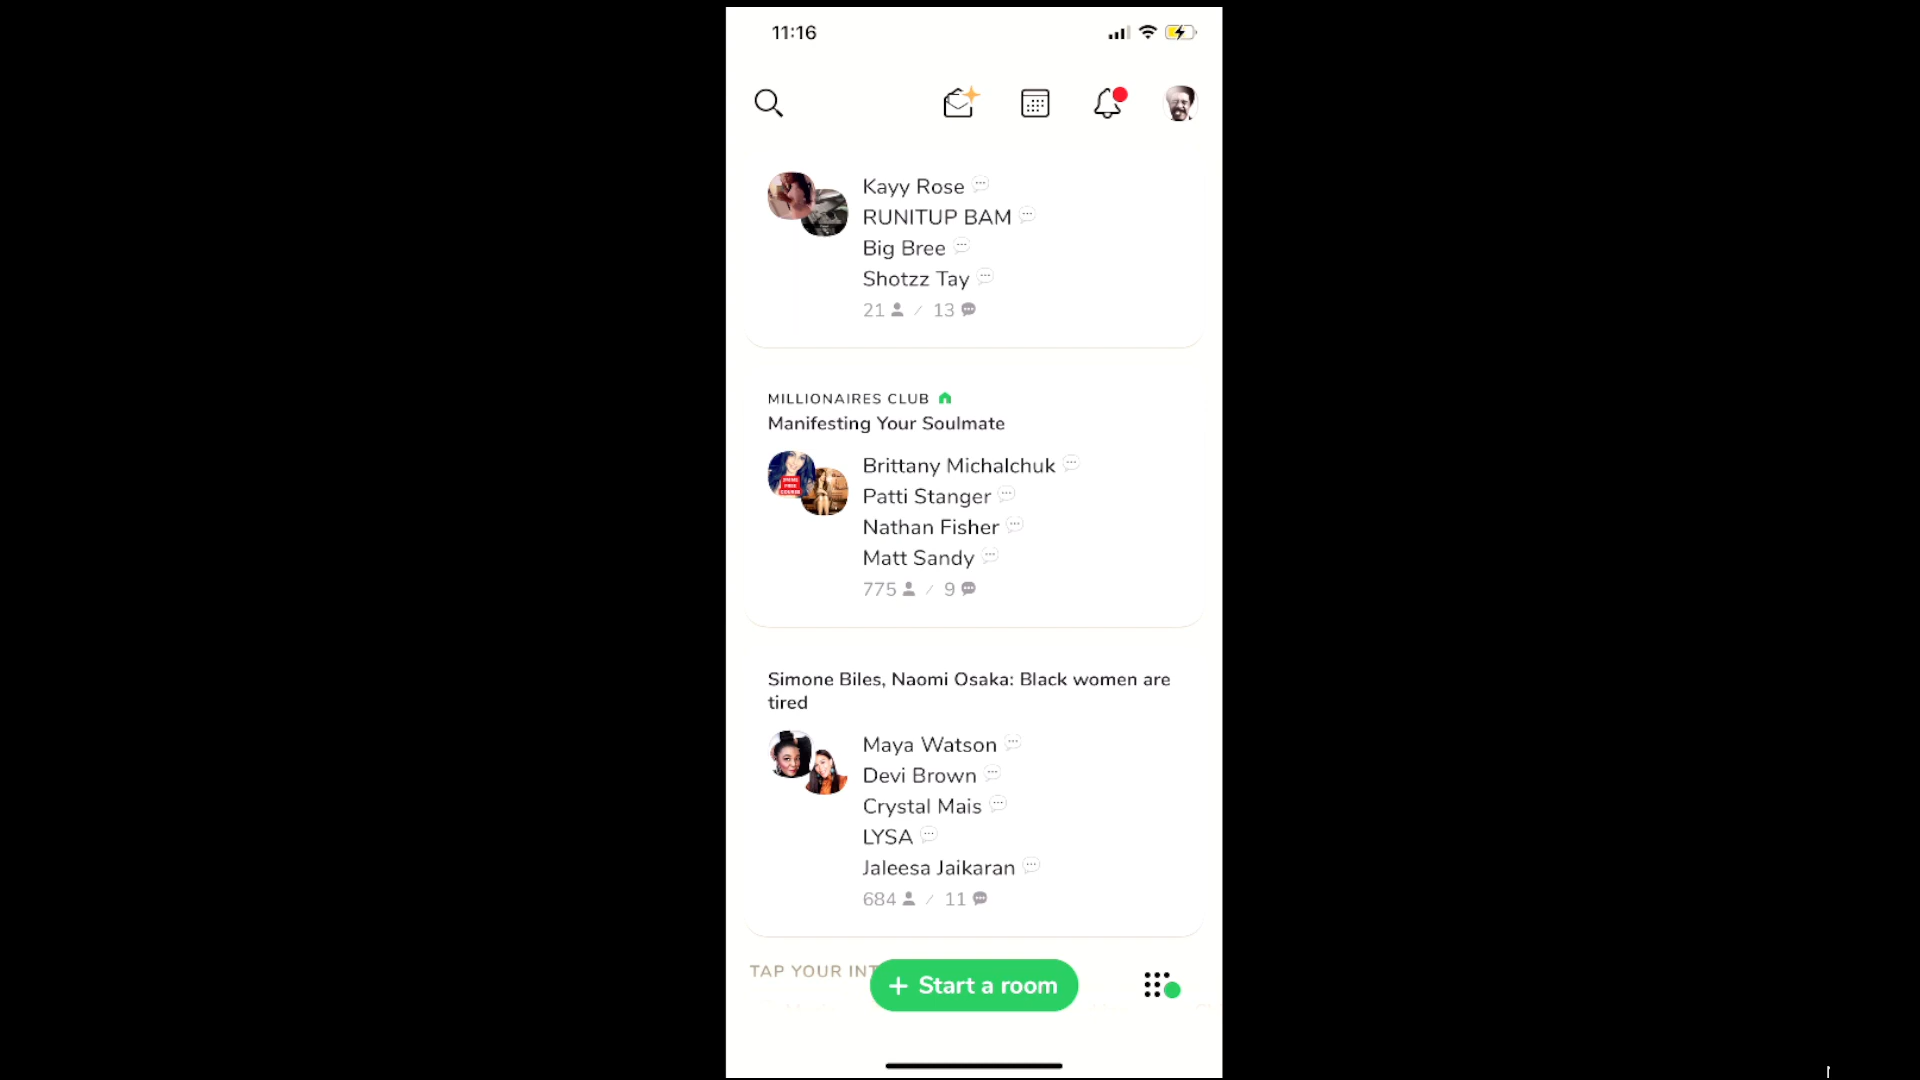 11:16
Kayy Rose
RUNITUP BAM
Big Bree
Shotzz Tay
21 / 13
MILLIONAIRES CLUB
Manifesting Your Soulmate
Brittany Michalchuk
Patti Stanger
Nathan Fisher
Matt Sandy
775 / 9
Simone Biles, Naomi Osaka: Black women are
tired
Maya Watson
Devi Brown
Crystal Mais
LYSA
Jaleesa Jaikaran
684 / 11
TAP YOUR INT
+ Start a room